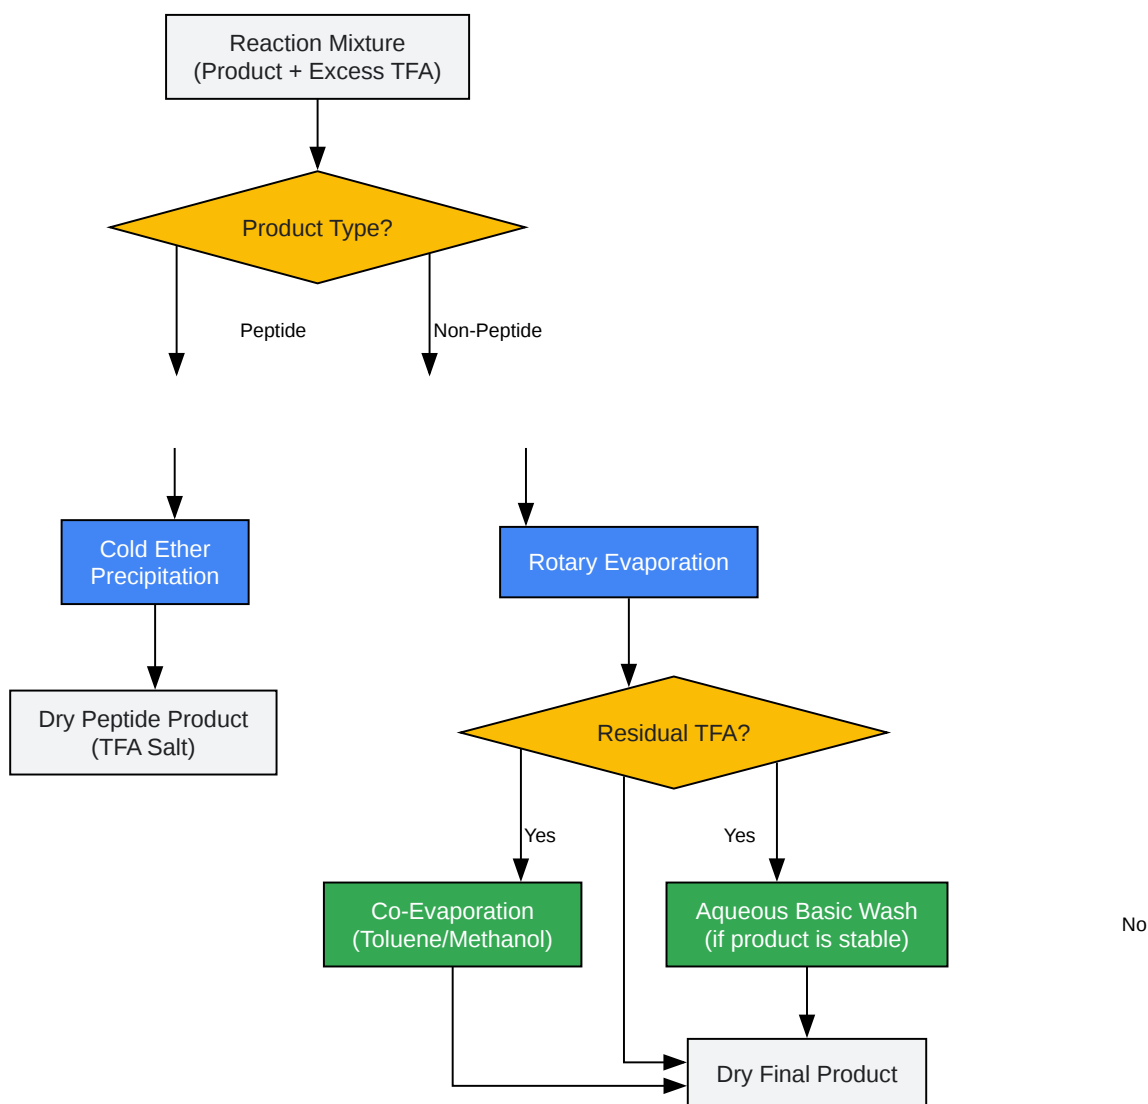 Reaction Mixture
(Product + Excess TFA)
Product Type?
Peptide
Non-Peptide
Cold Ether
Precipitation
Rotary Evaporation
Dry Peptide Product
(TFA Salt)
Residual TFA?
Yes
Yes
Co-Evaporation
(Toluene/Methanol)
Aqueous Basic Wash
(if product is stable)
No
Dry Final Product